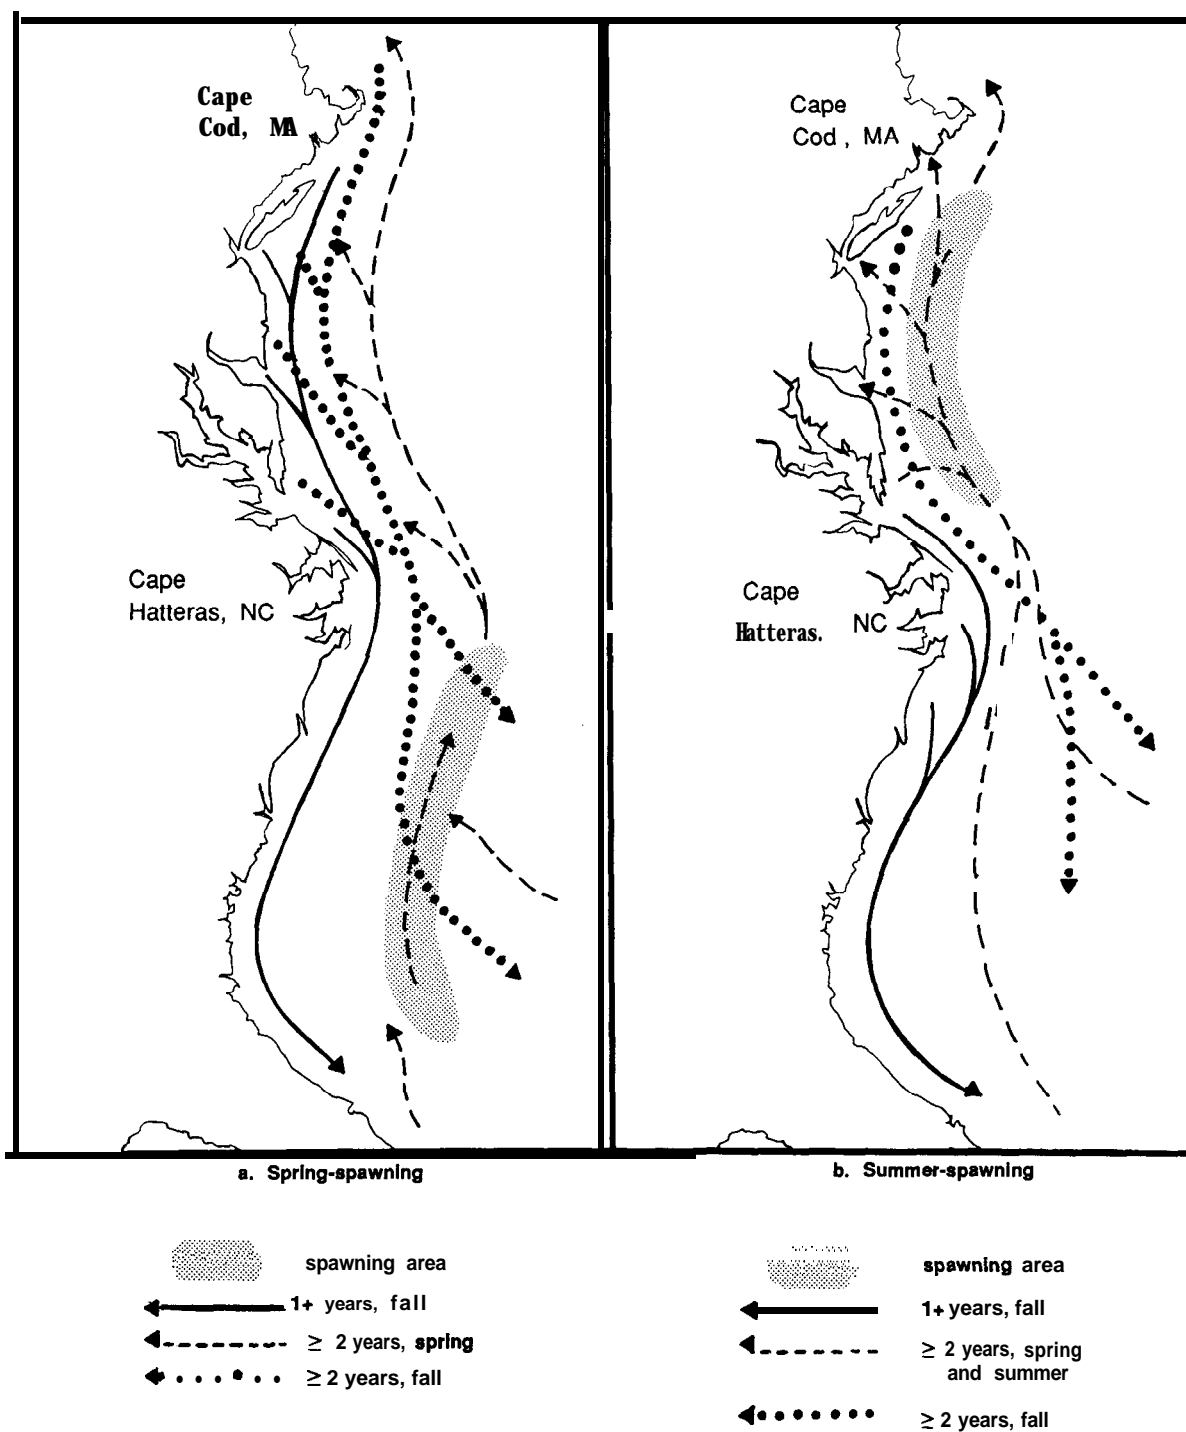 Cape
Cod, MA
Cape
Hatteras, NC
a. Spring-spawning
Cape
Cod, MA
Cape
Hatteras. NC
b. Summer-spawning
spawning area
1+ years, fall
≥ 2 years, spring
≥ 2 years, fall
spawning area
1+ years, fall
≥ 2 years, spring
and summer
≥ 2 years, fall